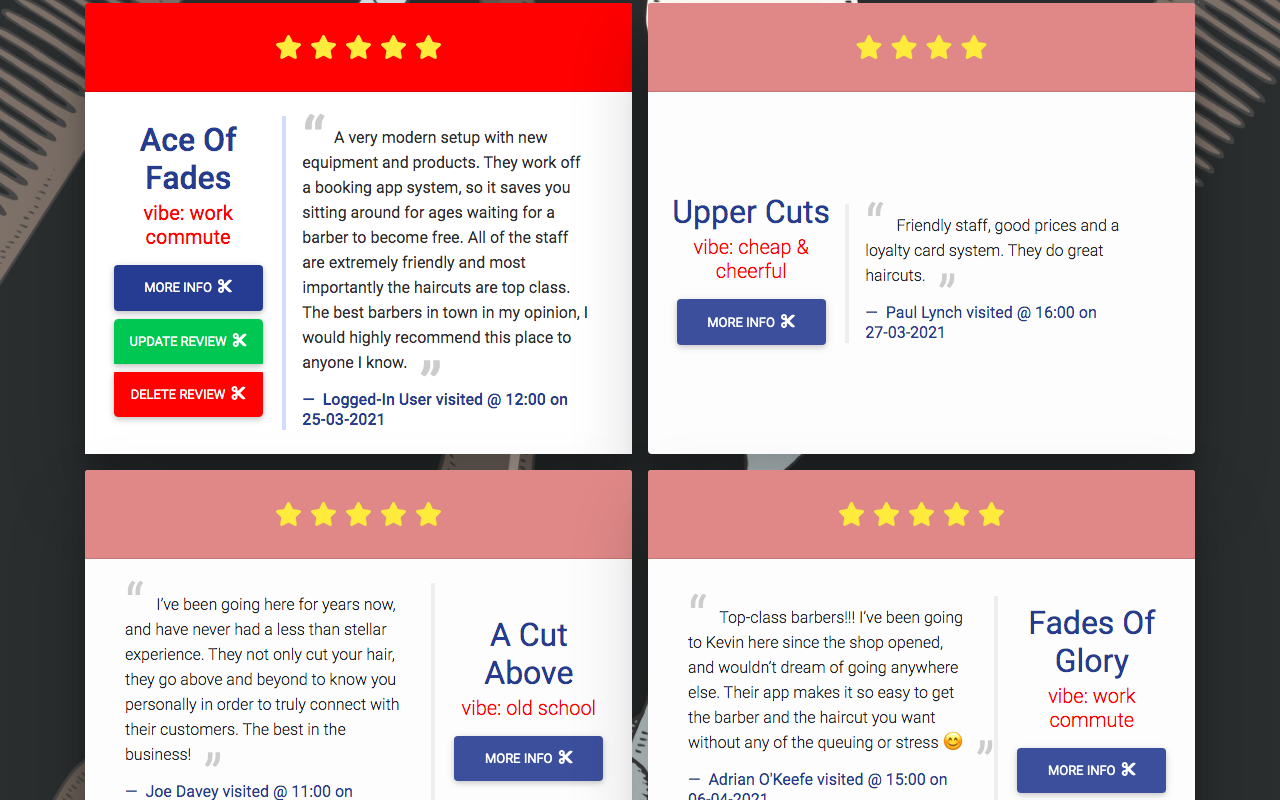 Ace Of
Fades
vibe: work
commute
MORE INFO
UPDATE REVIEW
DELETE REVIEW
“ A very modern setup with new
equipment and products. They work off
a booking app system, so it saves you
sitting around for ages waiting for a
barber to become free. All of the staff
are extremely friendly and most
importantly the haircuts are top class.
The best barbers in town in my opinion, I
would highly recommend this place to
anyone I know. ”
— Logged-In User visited @ 12:00 on
25-03-2021
Upper Cuts
vibe: cheap &
cheerful
MORE INFO
“ Friendly staff, good prices and a
loyalty card system. They do great
haircuts. ”
— Paul Lynch visited @ 16:00 on
27-03-2021
“ I’ve been going here for years now,
and have never had a less than stellar
experience. They not only cut your hair,
they go above and beyond to know you
personally in order to truly connect with
their customers. The best in the
business! ”
— Joe Davey visited @ 11:00 on
A Cut
Above
vibe: old school
MORE INFO
“ Top-class barbers!!! I’ve been going
to Kevin here since the shop opened,
and wouldn’t dream of going anywhere
else. Their app makes it so easy to get
the barber and the haircut you want
without any of the queuing or stress 😊 ”
— Adrian O'Keefe visited @ 15:00 on
06-04-2021
Fades Of
Glory
vibe: work
commute
MORE INFO